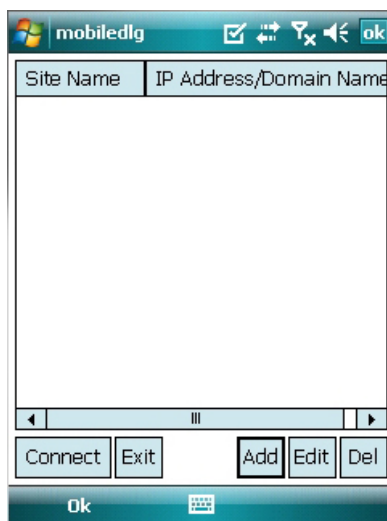 mobiledlg ok
Site Name IP Address/Domain Name
Connect Exit Add Edit Del
Ok